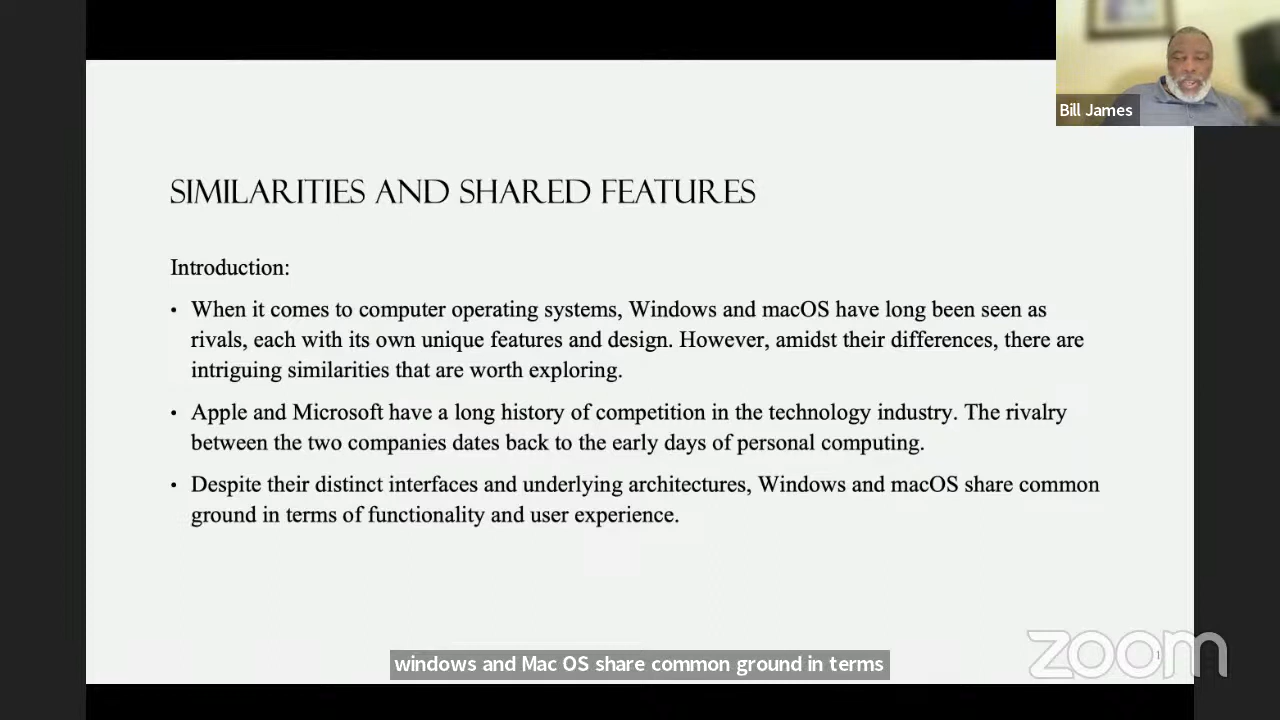 Bill James
SIMILARITIES AND SHARED FEATURES
Introduction:
• When it comes to computer operating systems, Windows and macOS have long been seen as
rivals, each with its own unique features and design. However, amidst their differences, there are
intriguing similarities that are worth exploring.
• Apple and Microsoft have a long history of competition in the technology industry. The rivalry
between the two companies dates back to the early days of personal computing.
• Despite their distinct interfaces and underlying architectures, Windows and macOS share common
ground in terms of functionality and user experience.
windows and Mac OS share common ground in terms
zoom
1